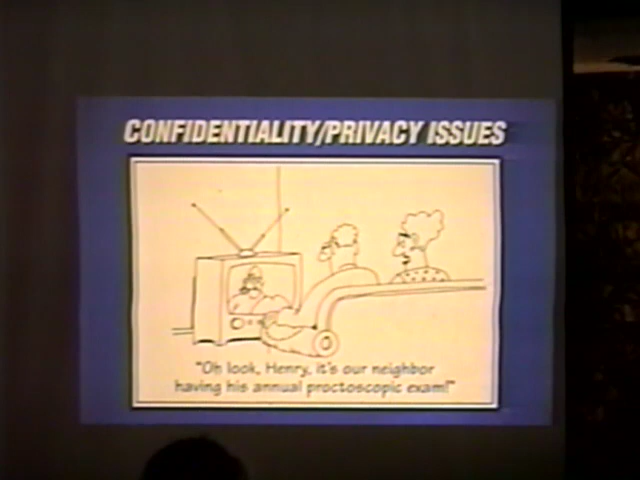 CONFIDENTIALITY/PRIVACY ISSUES
"Oh look, Henry, it's our neighbor
having his annual proctoscopic exam!"